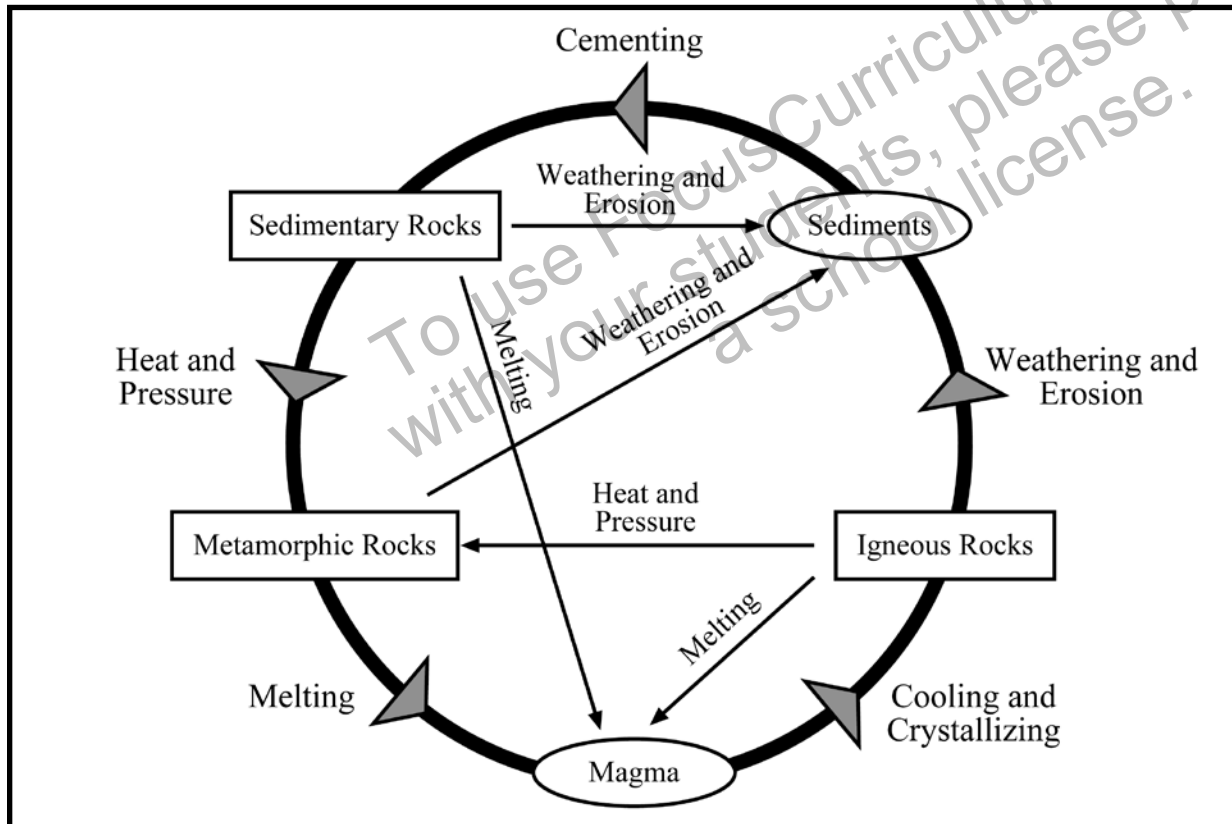 Cementing
Weathering and
Erosion
Sedimentary Rocks
Sediments
Weathering and
Erosion
Melting
Heat and
Pressure
Weathering and
Erosion
Heat and
Pressure
Metamorphic Rocks
Igneous Rocks
Melting
Melting
Cooling and
Crystallizing
Magma
To use FocusCurriculu
with your students, please p
a school license.